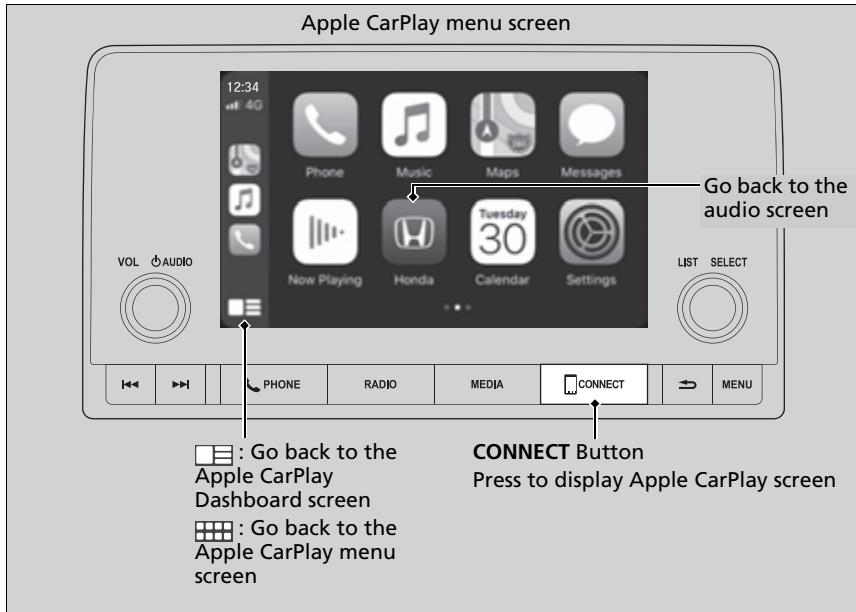 Apple CarPlay menu screen
12:34
4G
Phone
Music
Maps
Messages
Go back to the
audio screen
Tuesday
30
Now Playing
Honda
Calendar
Settings
VOL AUDIO
LIST SELECT
PHONE
RADIO
MEDIA
CONNECT
MENU
: Go back to the
Apple CarPlay
Dashboard screen
: Go back to the
Apple CarPlay menu
screen
CONNECT Button
Press to display Apple CarPlay screen